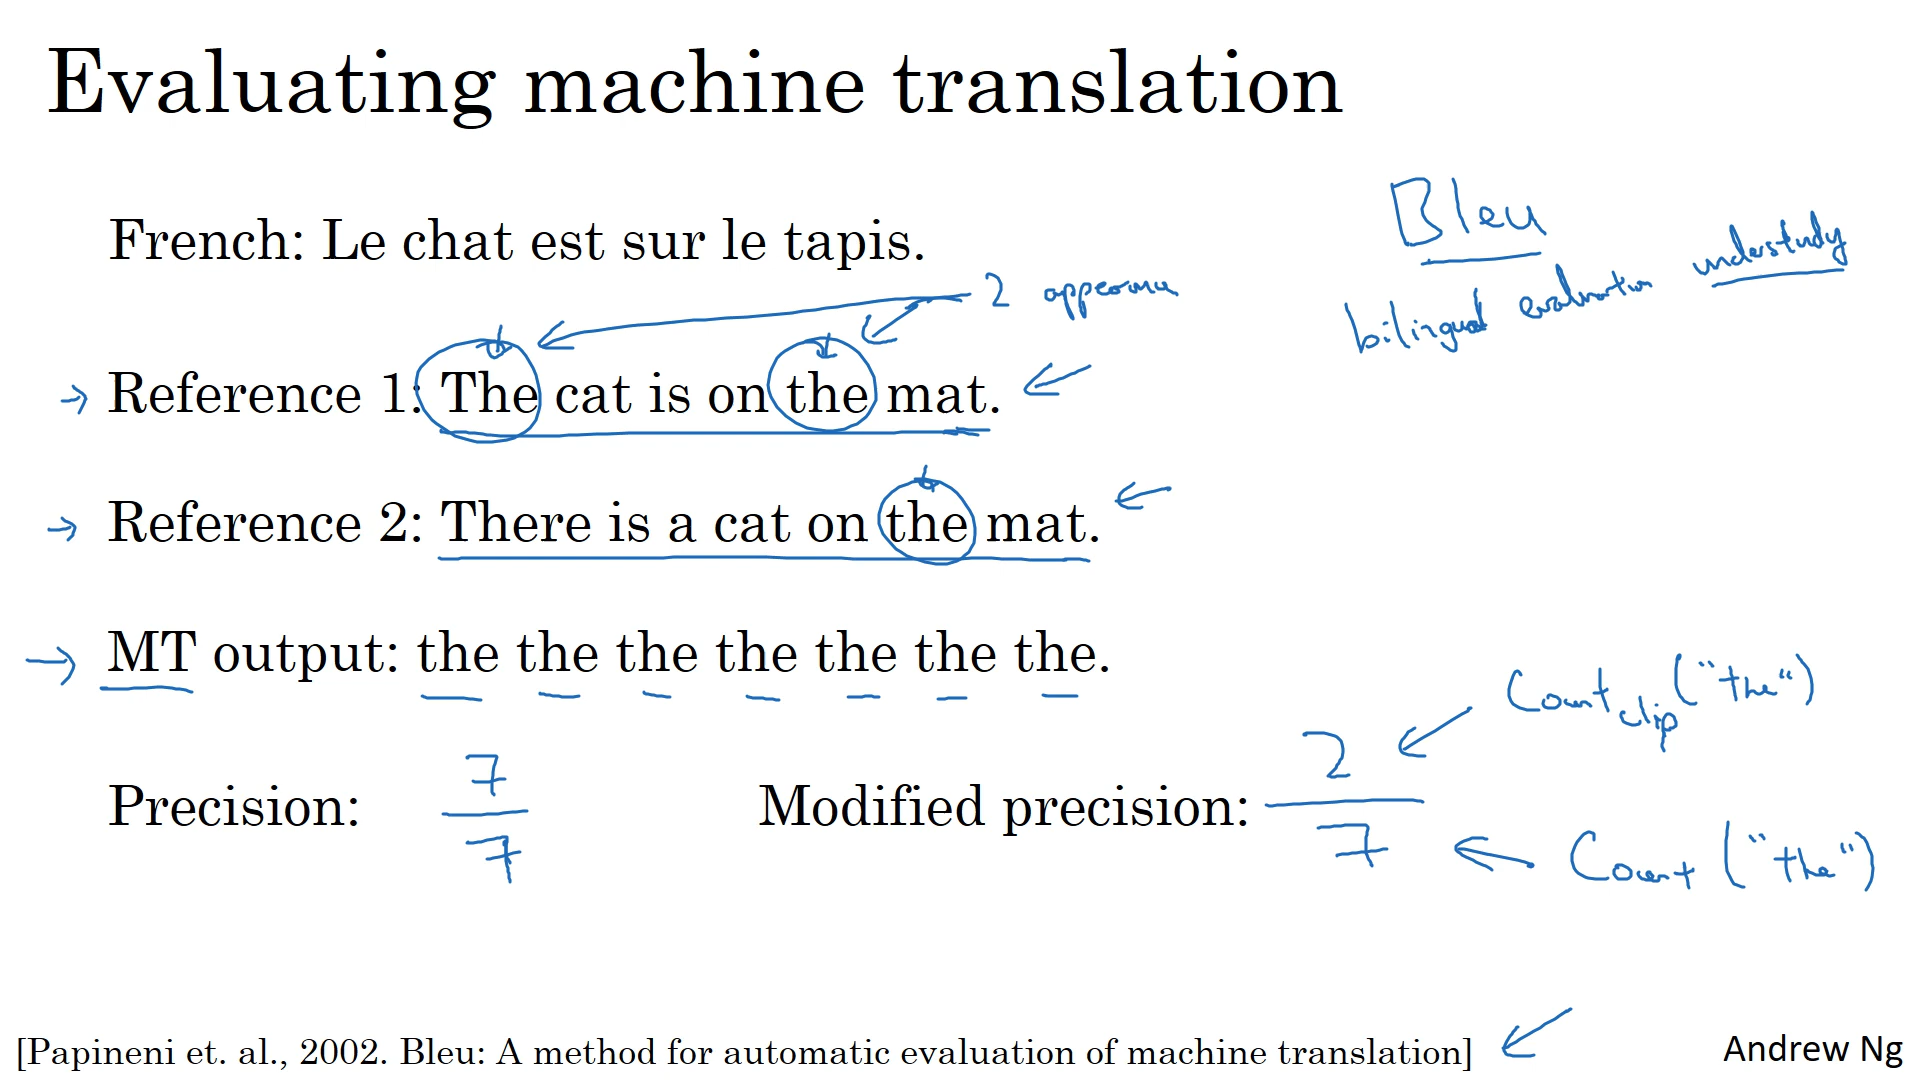 Evaluating machine translation
French: Le chat est sur le tapis.
Bleu
bilingual evaluation understudy
2
Reference 1: The cat is on the mat.
Reference 2: There is a cat on the mat.
MT output: the the the the the the the.
Precision: 7/7
Modified precision: 2/7
Count clip ("the")
Count ("the")
[Papineni et. al., 2002. Bleu: A method for automatic evaluation of machine translation]
Andrew Ng